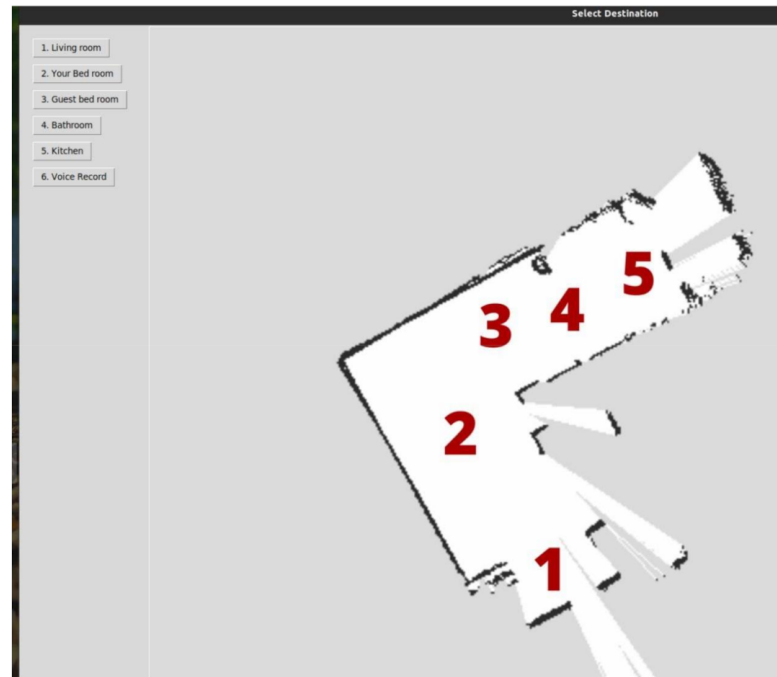 Select Destination
1. Living room
2. Your Bed room
3. Guest bed room
4. Bathroom
5. Kitchen
6. Voice Record
5
4
3
2
1